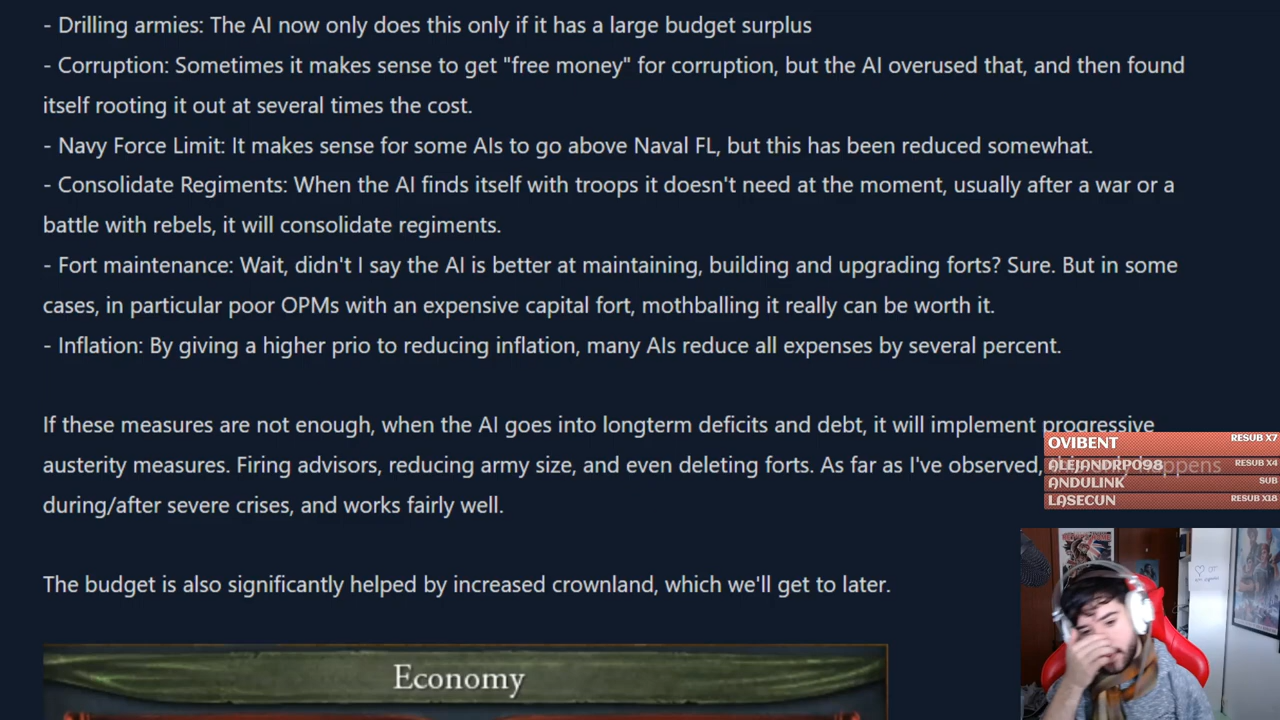 - Drilling armies: The AI now only does this only if it has a large budget surplus
- Corruption: Sometimes it makes sense to get "free money" for corruption, but the AI overused that, and then found
itself rooting it out at several times the cost.
- Navy Force Limit: It makes sense for some AIs to go above Naval FL, but this has been reduced somewhat.
- Consolidate Regiments: When the AI finds itself with troops it doesn't need at the moment, usually after a war or a
battle with rebels, it will consolidate regiments.
- Fort maintenance: Wait, didn't I say the AI is better at maintaining, building and upgrading forts? Sure. But in some
cases, in particular poor OPMs with an expensive capital fort, mothballing it really can be worth it.
- Inflation: By giving a higher prio to reducing inflation, many AIs reduce all expenses by several percent.
If these measures are not enough, when the AI goes into longterm deficits and debt, it will implement progressive
austerity measures. Firing advisors, reducing army size, and even deleting forts. As far as I've observed, happens
during/after severe crises, and works fairly well.
The budget is also significantly helped by increased crownland, which we'll get to later.
Economy
OVIBENT RESUB X7
ALEJANDRP098 RESUB X4
ANDULINK SUB
LASECUN RESUB X18